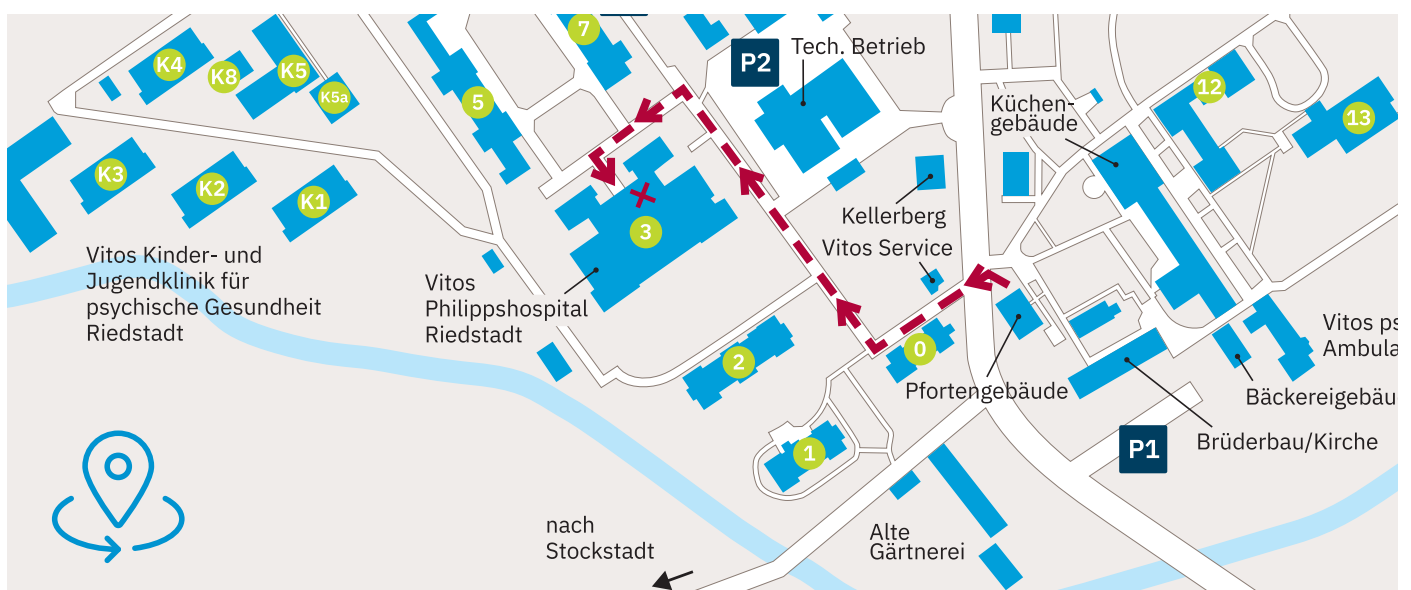 7
P2
Tech. Betrieb
K4
K8
K5
K5a
5
12
13
Küchen-
gebäude
K3
K2
K1
3
Kellerberg
Vitos Service
Vitos Kinder- und
Jugendklinik für
psychische Gesundheit
Riedstadt
Vitos
Philippshospital
Riedstadt
2
0
Pfortengebäude
Vitos
Bäckereigebäu
Brüderbau/Kirche
1
P1
nach
Stockstadt
Alte
Gärtnerei